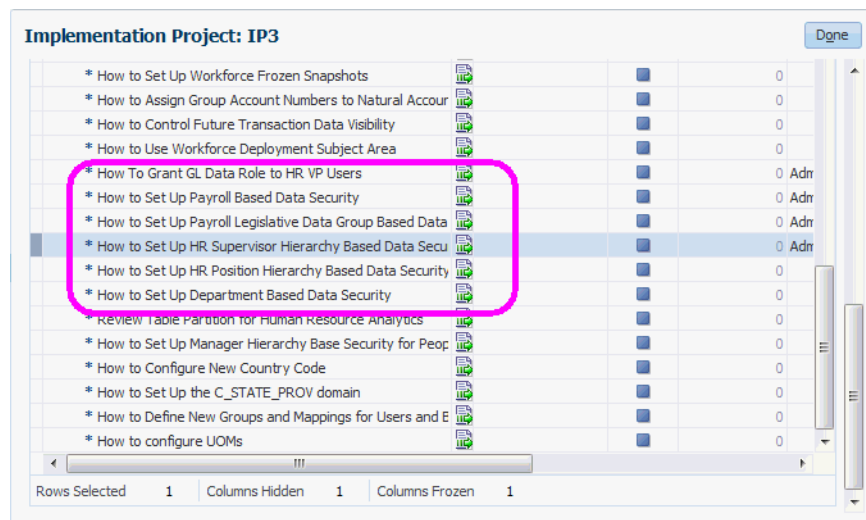 Implementation Project: IP3
Done
* How to Set Up Workforce Frozen Snapshots 0
* How to Assign Group Account Numbers to Natural Accour 0
* How to Control Future Transaction Data Visibility 0
* How to Use Workforce Deployment Subject Area 0
* How To Grant GL Data Role to HR VP Users 0 Adm
* How to Set Up Payroll Based Data Security 0 Adm
* How to Set Up Payroll Legislative Data Group Based Data 0 Adm
* How to Set Up HR Supervisor Hierarchy Based Data Secu 0 Adm
* How to Set Up HR Position Hierarchy Based Data Security 0
* How to Set Up Department Based Data Security 0
* Review Table Partition for Human Resource Analytics 0
* How to Set Up Manager Hierarchy Base Security for Peop 0
* How to Configure New Country Code 0
* How to Set Up the C_STATE_PROV domain 0
* How to Define New Groups and Mappings for Users and E 0
* How to configure UOMs 0
Rows Selected 1 Columns Hidden 1 Columns Frozen 1